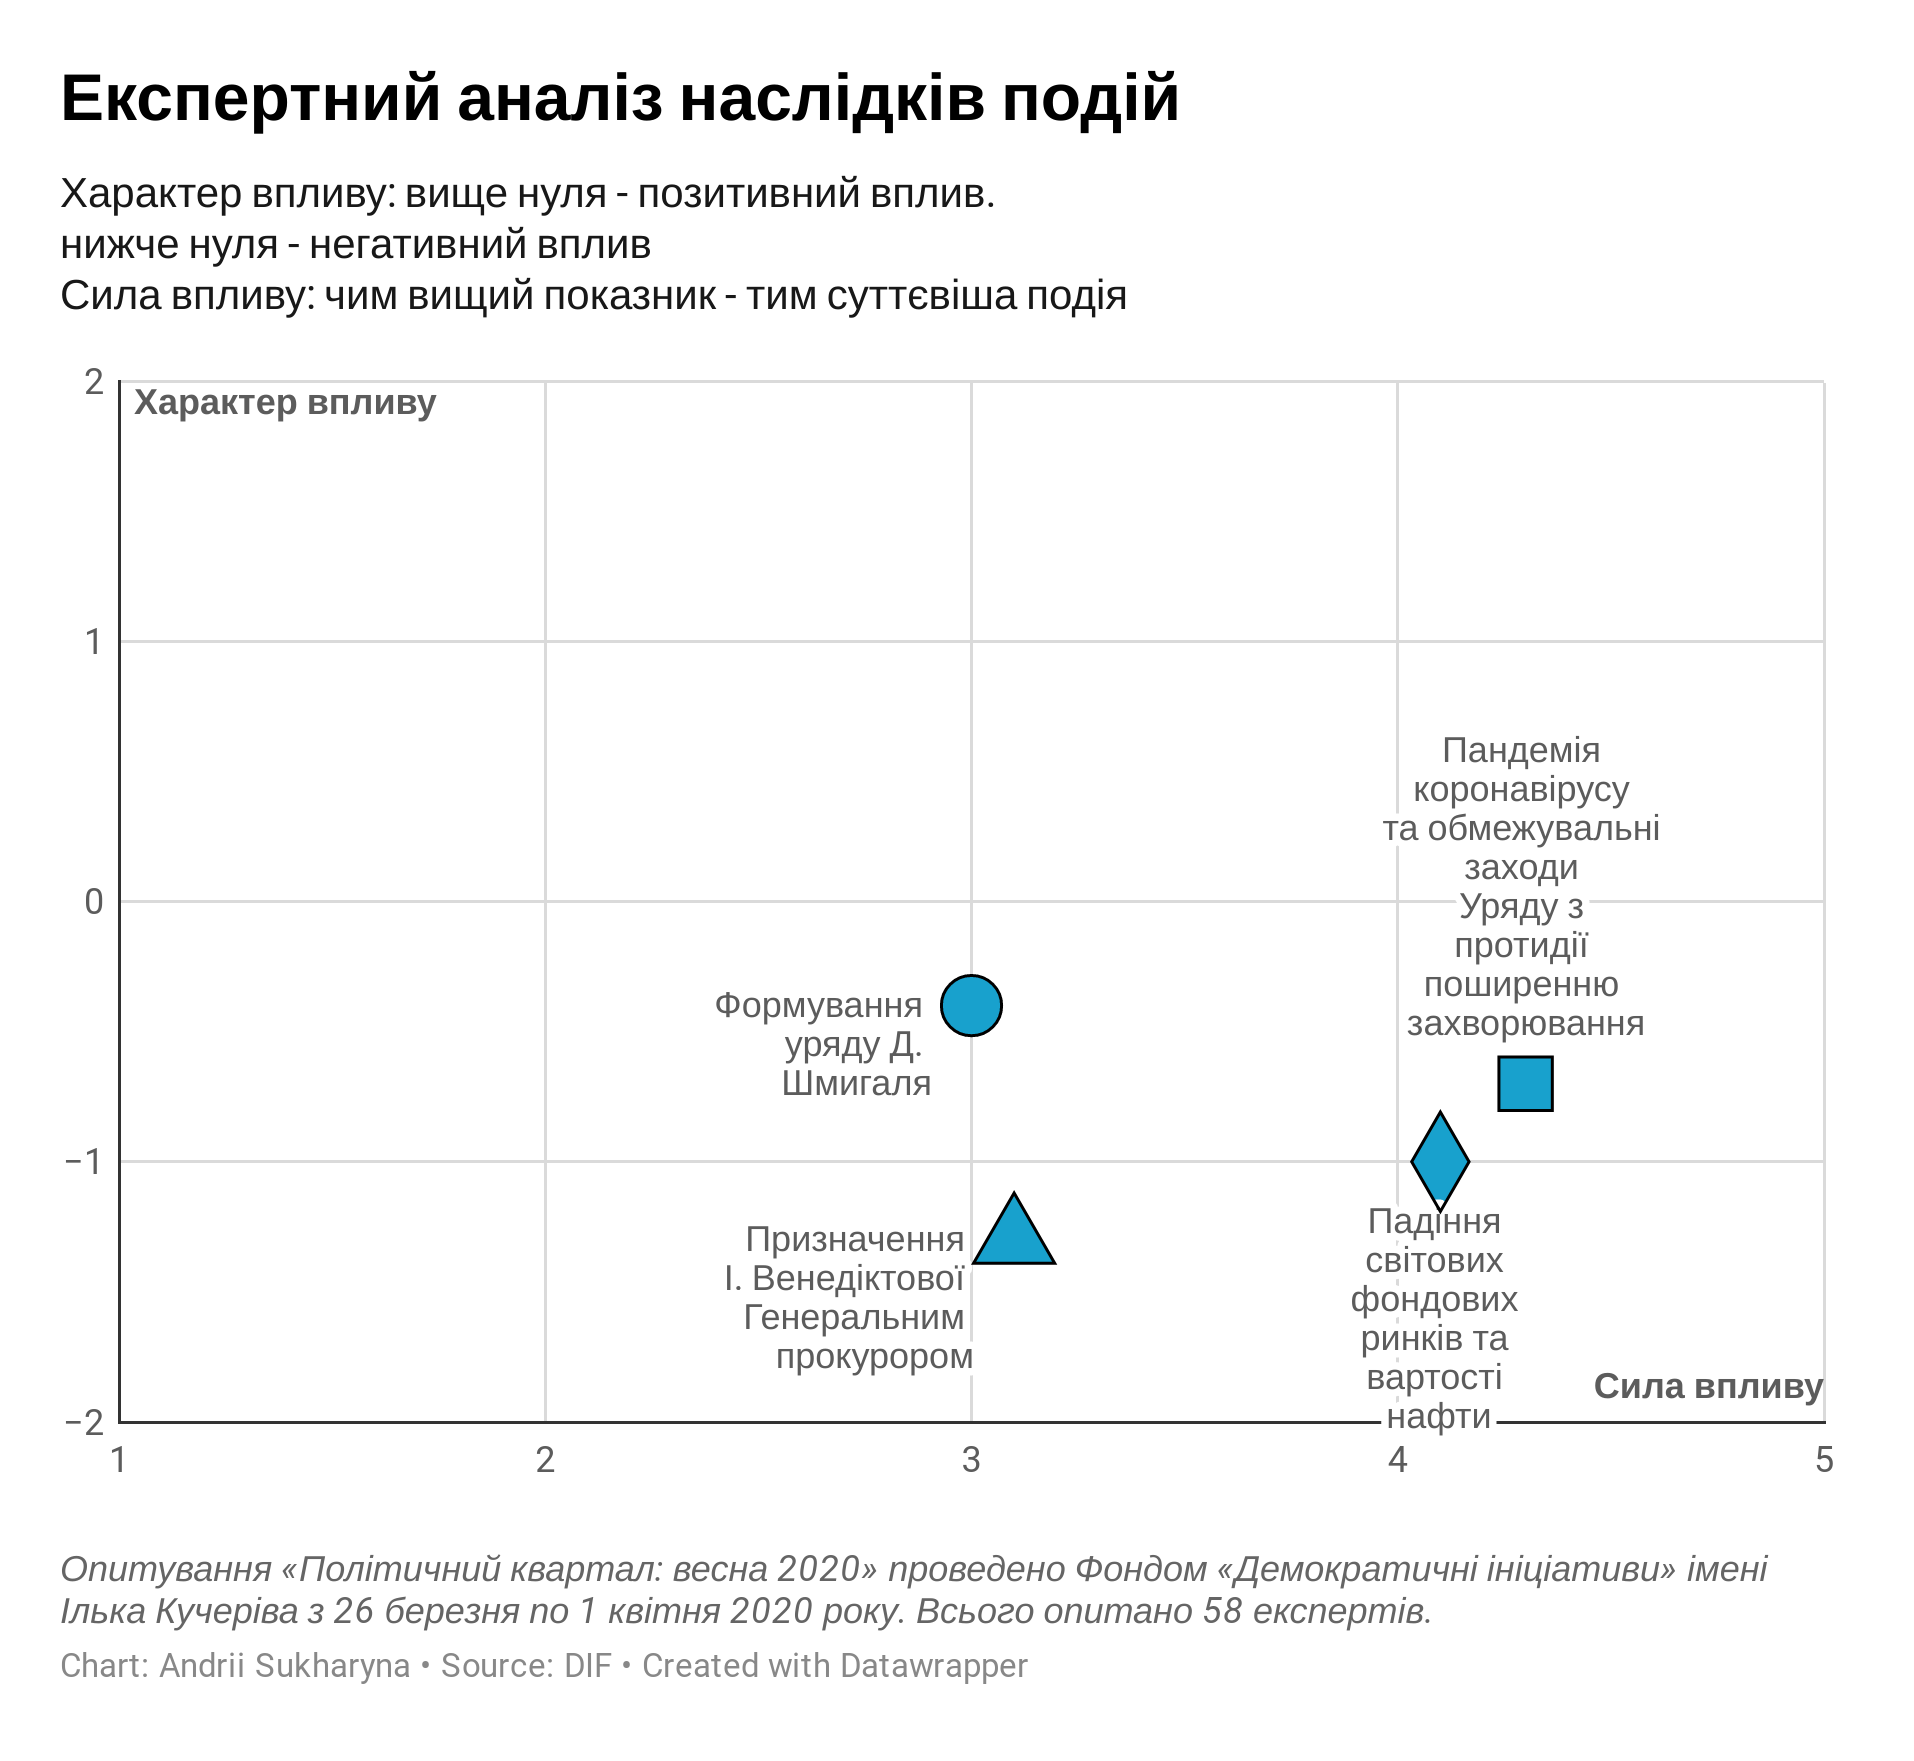 Експертний аналіз наслідків подій
Характер впливу: вище нуля - позитивний вплив.
нижче нуля - негативний вплив
Сила впливу: чим вищий показник - тим суттєвіша подія
2
Характер впливу
1
Пандемія
коронавірусу
та обмежувальні
заходи
0
Уряду з
протидії
поширенню
захворювання
Формування
уряду Д.
Шмигаля
−1
Призначення
І. Венедіктової
Генеральним
прокурором
Падіння
світових
фондових
ринків та
вартості
нафти
Сила впливу
−2
1
2
3
4
5
Опитування «Політичний квартал: весна 2020» проведено Фондом «Демократичні ініціативи» імені
Ілька Кучеріва з 26 березня по 1 квітня 2020 року. Всього опитано 58 експертів.
Chart: Andrii Sukharyna • Source: DIF • Created with Datawrapper